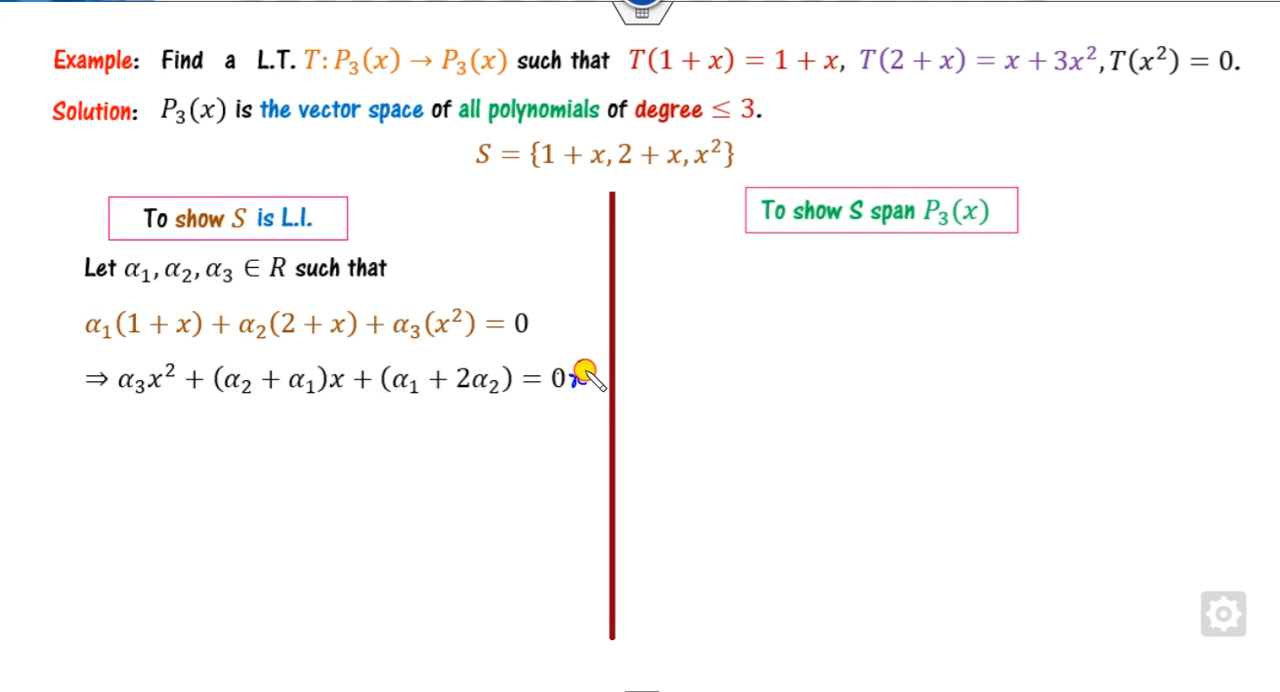 Example: Find a L.T. T: P₃(x) → P₃(x) such that T(1 + x) = 1 + x, T(2 + x) = x + 3x², T(x²) = 0.
Solution: P₃(x) is the vector space of all polynomials of degree ≤ 3.
S = {1 + x, 2 + x, x²}
To show S is L.I.
Let α₁, α₂, α₃ ∈ R such that
α₁(1 + x) + α₂(2 + x) + α₃(x²) = 0
⇒ α₃x² + (α₂ + α₁)x + (α₁ + 2α₂) = 0
To show S span P₃(x)